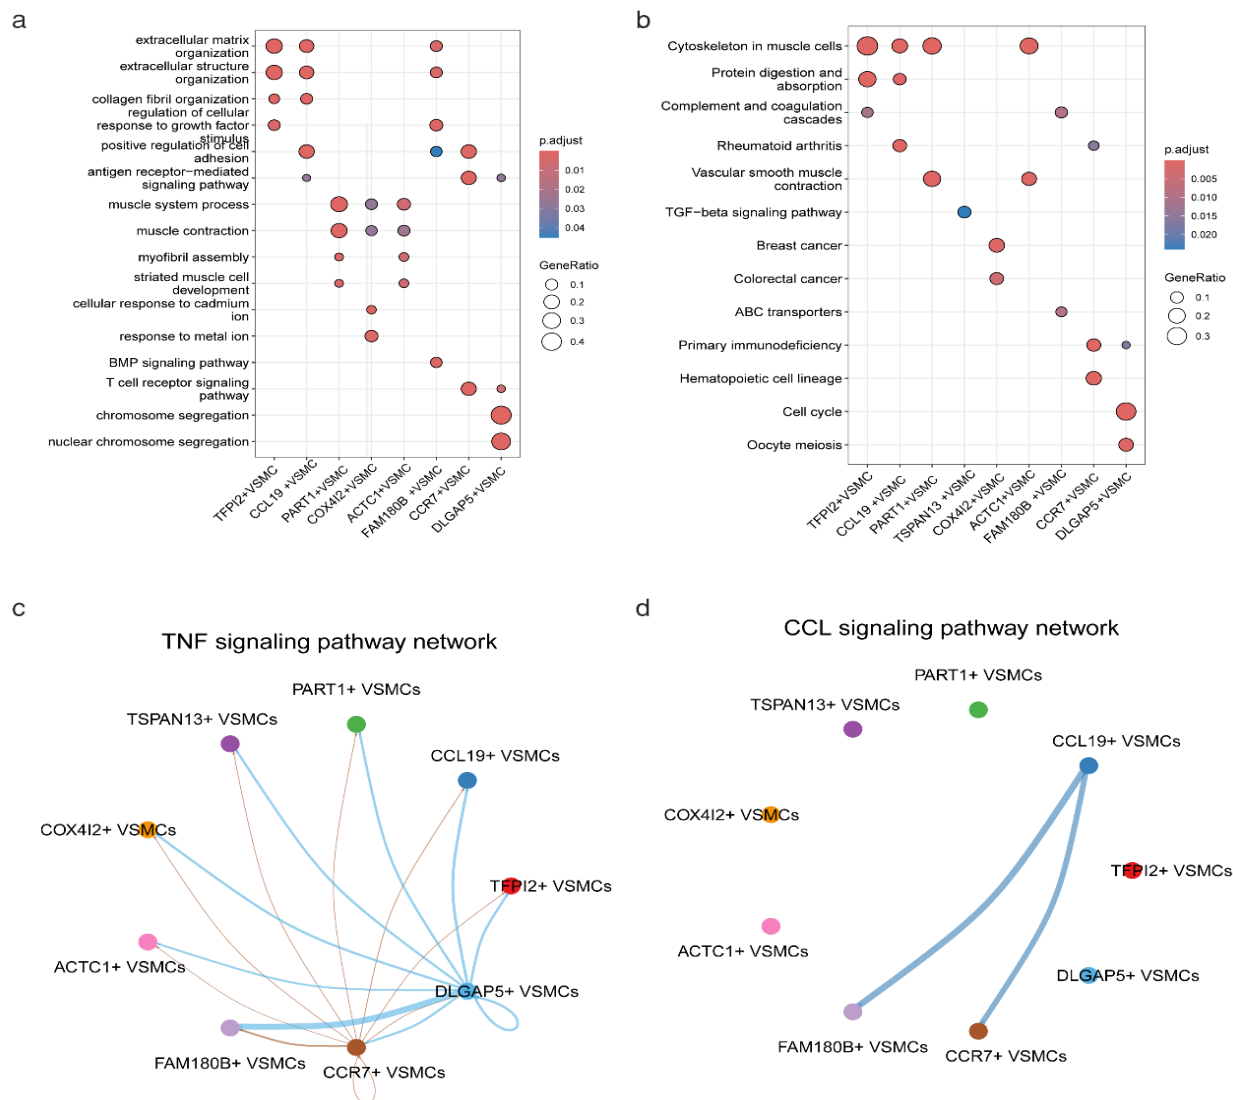 a
extracellular matrix
organization
extracellular structure
organization
collagen fibril organization
regulation of cellular
response to growth factor
stimulus
positive regulation of cell
adhesion
antigen receptor−mediated
signaling pathway
muscle system process
muscle contraction
myofibril assembly
striated muscle cell
development
cellular response to cadmium
ion
response to metal ion
BMP signaling pathway
T cell receptor signaling
pathway
chromosome segregation
nuclear chromosome segregation
TFPI2+VSMC
CCL19 +VSMC
PART1+VSMC
COX4I2+VSMC
ACTC1+VSMC
FAM180B +VSMC
CCR7+VSMC
DLGAP5+VSMC
p.adjust
0.01
0.02
0.03
0.04
GeneRatio
0.1
0.2
0.3
0.4
b
Cytoskeleton in muscle cells
Protein digestion and
absorption
Complement and coagulation
cascades
Rheumatoid arthritis
Vascular smooth muscle
contraction
TGF−beta signaling pathway
Breast cancer
Colorectal cancer
ABC transporters
Primary immunodeficiency
Hematopoietic cell lineage
Cell cycle
Oocyte meiosis
TFPI2+VSMC
CCL19 +VSMC
PART1+VSMC
TSPAN13 +VSMC
COX4I2+VSMC
ACTC1+VSMC
FAM180B +VSMC
CCR7+VSMC
DLGAP5+VSMC
p.adjust
0.005
0.010
0.015
0.020
GeneRatio
0.1
0.2
0.3
c
TNF signaling pathway network
PART1+ VSMCs
TSPAN13+ VSMCs
CCL19+ VSMCs
COX4I2+ VSMCs
TFPI2+ VSMCs
ACTC1+ VSMCs
DLGAP5+ VSMCs
FAM180B+ VSMCs
CCR7+ VSMCs
d
CCL signaling pathway network
PART1+ VSMCs
TSPAN13+ VSMCs
CCL19+ VSMCs
COX4I2+ VSMCs
TFPI2+ VSMCs
ACTC1+ VSMCs
DLGAP5+ VSMCs
FAM180B+ VSMCs
CCR7+ VSMCs